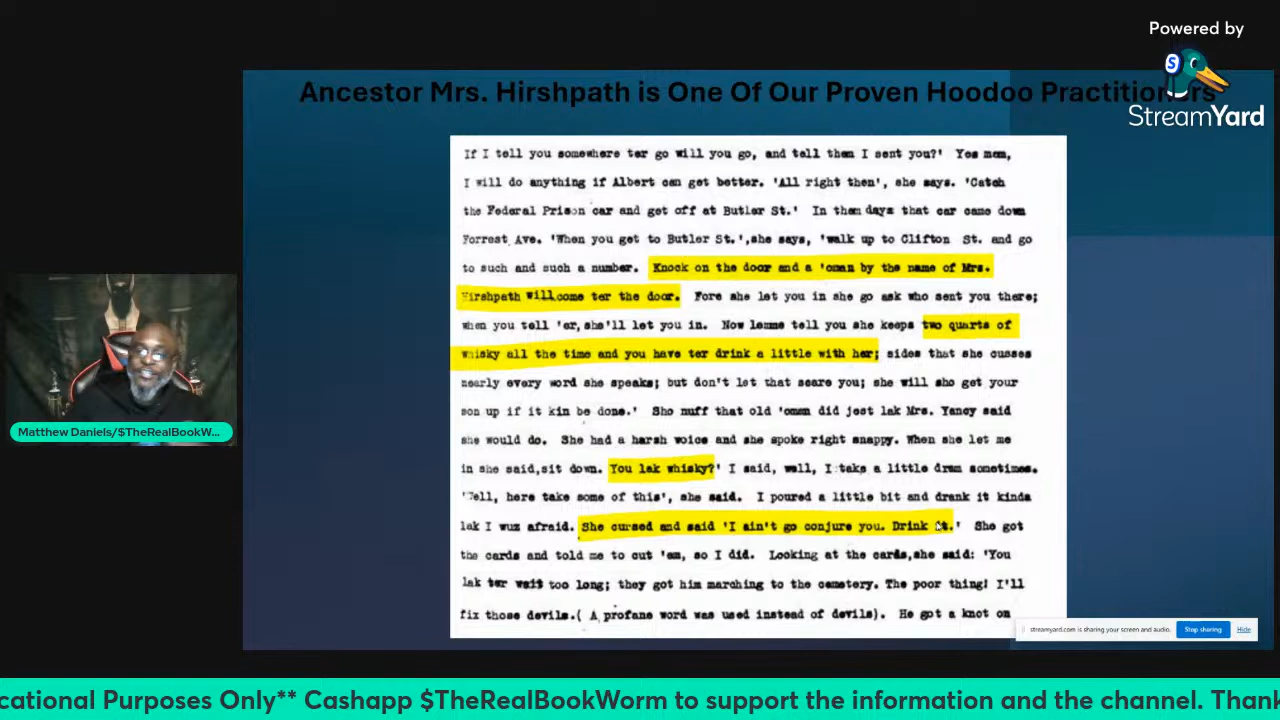 Powered by
StreamYard
Ancestor Mrs. Hirshpath is One Of Our Proven Hoodoo Practitioners
If I tell you somewhere ter go will you go, and tell them I sent you?' Yes mam,
I will do anything if Albert can get better. 'All right then', she says. 'Catch
the Federal Prison car and get off at Butler St.' In them days that car came down
Forrest Ave. 'When you get to Butler St.', she says, 'walk up to Clifton St. and go
to such and such a number. Knock on the door and a 'oman by the name of Mrs.
Hirshpath will come ter the door. Fore she let you in she go ask who sent you there;
when you tell 'er, she'll let you in. Now lemme tell you she keeps two quarts of
whisky all the time and you have ter drink a little with her; sides that she cusses
nearly every word she speaks; but don't let that scare you; she will sho get your
son up if it kin be done.' Sho nuff that old 'oman did jest lak Mrs. Yancy said
she would do. She had a harsh voice and she spoke right snappy. When she let me
in she said, sit down. You lak whisky?' I said, well, I take a little dram sometimes.
'Well, here take some of this', she said. I poured a little bit and drank it kinda
lak I wuz afraid. She cursed and said 'I ain't go conjure you. Drink it.' She got
the cards and told me to cut 'em, so I did. Looking at the cards, she said: 'You
lak ter wait too long; they got him marching to the cemetery. The poor thing! I'll
fix those devils.( A profane word was used instead of devils). He got a knot on
Matthew Daniels/$TheRealBookW...
streamyard.com is sharing your screen and audio.
Stop sharing
Hide
cational Purposes Only** Cashapp $TheRealBookWorm to support the information and the channel. Thank